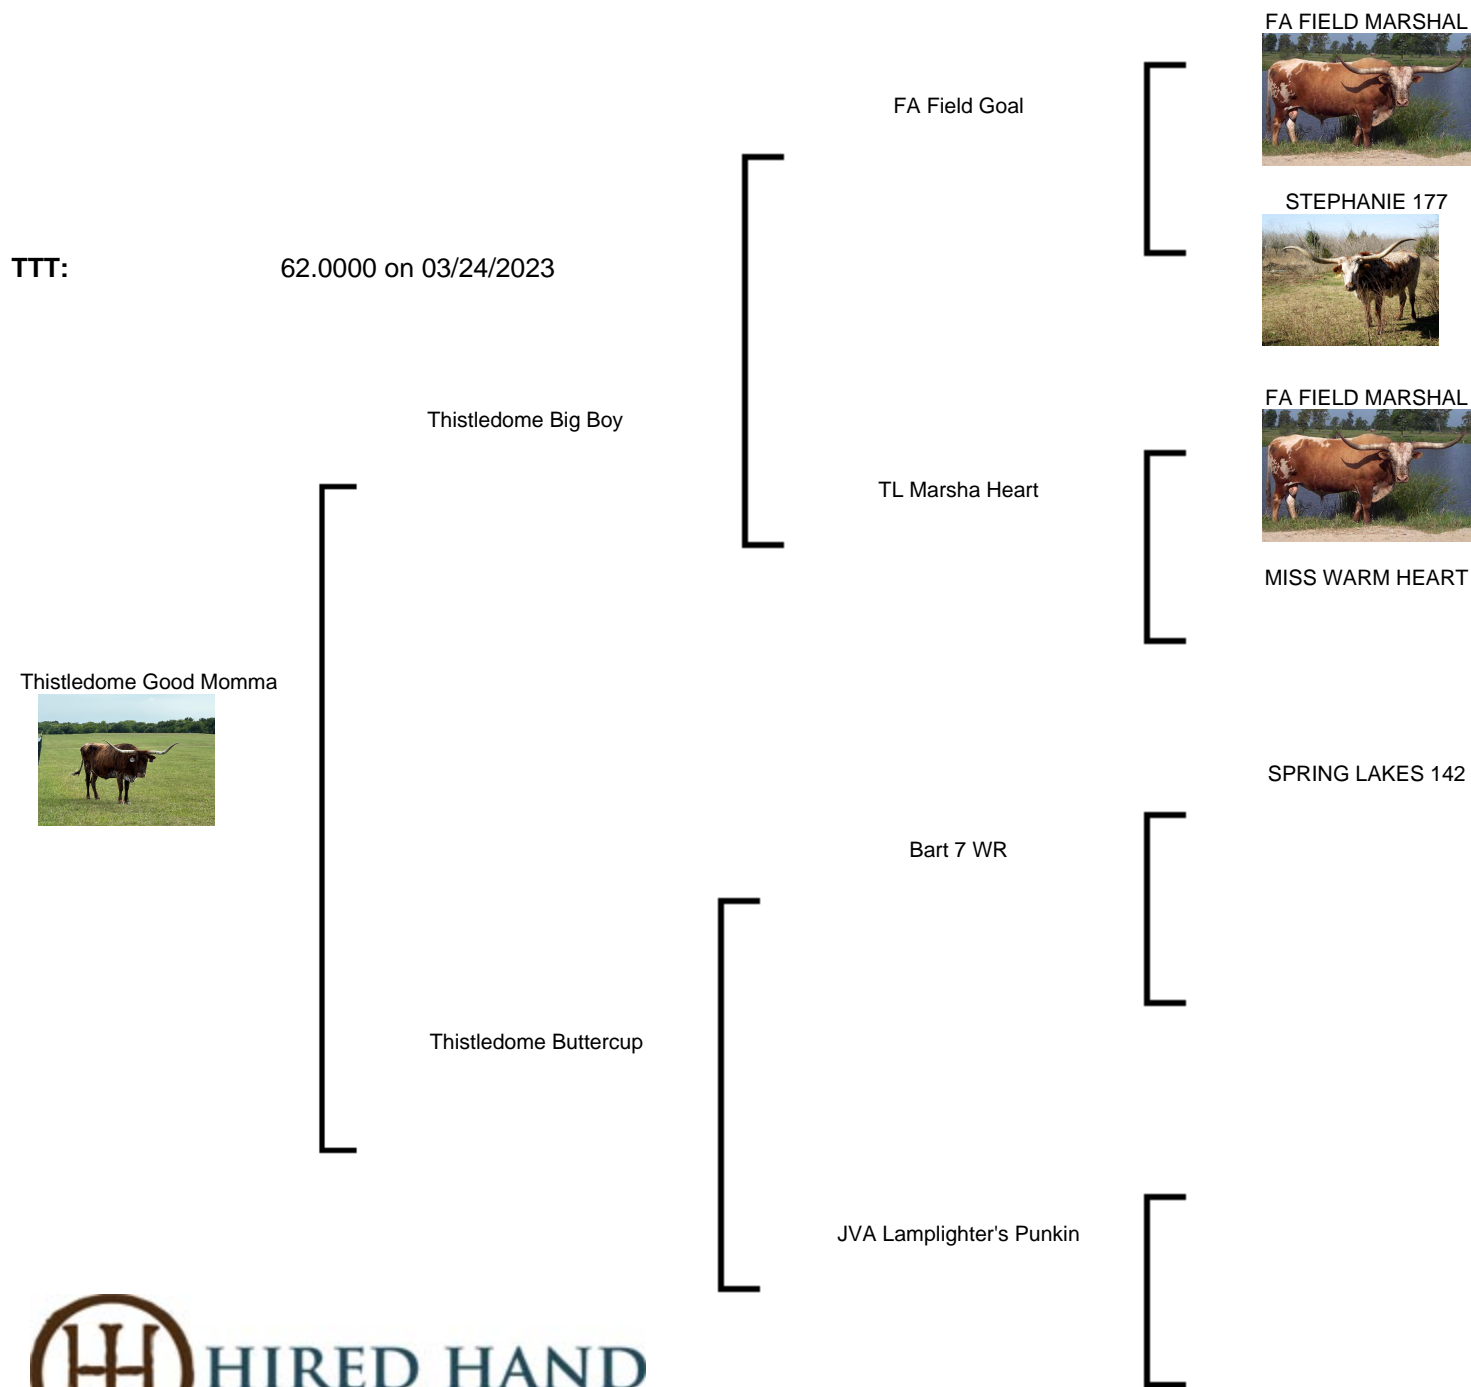 FA FIELD MARSHAL
FA Field Goal
STEPHANIE 177
TTT: 62.0000 on 03/24/2023
FA FIELD MARSHAL
Thistledome Big Boy
TL Marsha Heart
MISS WARM HEART
Thistledome Good Momma
SPRING LAKES 142
Bart 7 WR
Thistledome Buttercup
JVA Lamplighter's Punkin
HIRED HAND